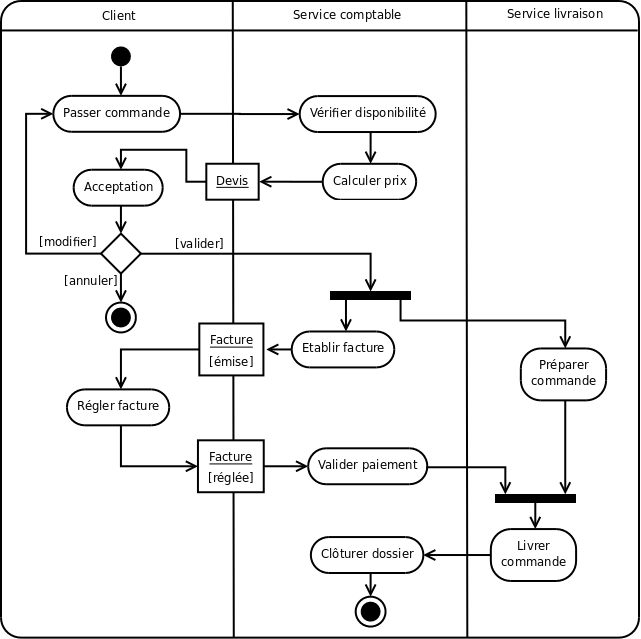 Client
Service comptable
Service livraison
Passer commande
Vérifier disponibilité
Acceptation
Devis
Calculer prix
[modifier]
[valider]
[annuler]
Facture
[émise]
Etablir facture
Préparer
commande
Régler facture
Facture
[réglée]
Valider paiement
Livrer
commande
Clôturer dossier